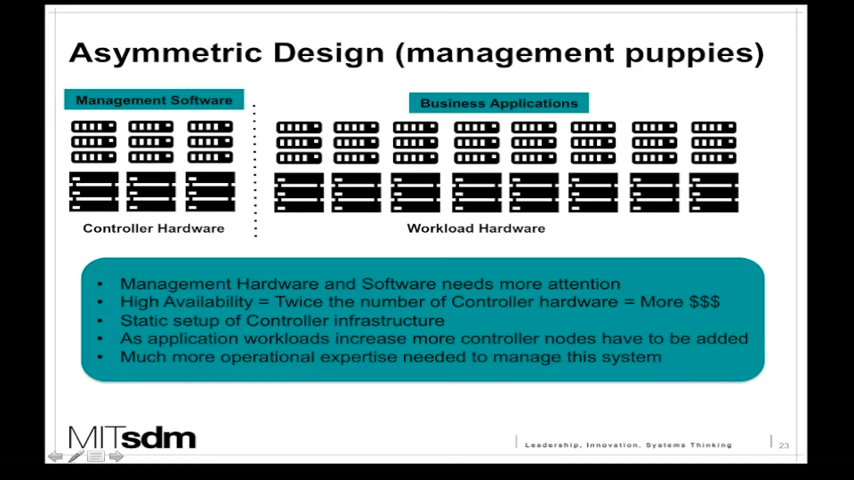 Asymmetric Design (management puppies)
Management Software
Business Applications
Controller Hardware
Workload Hardware
• Management Hardware and Software needs more attention
• High Availability = Twice the number of Controller hardware = More $$$
• Static setup of Controller infrastructure
• As application workloads increase more controller nodes have to be added
• Much more operational expertise needed to manage this system
MITsdm
Leadership, Innovation, Systems Thinking
23